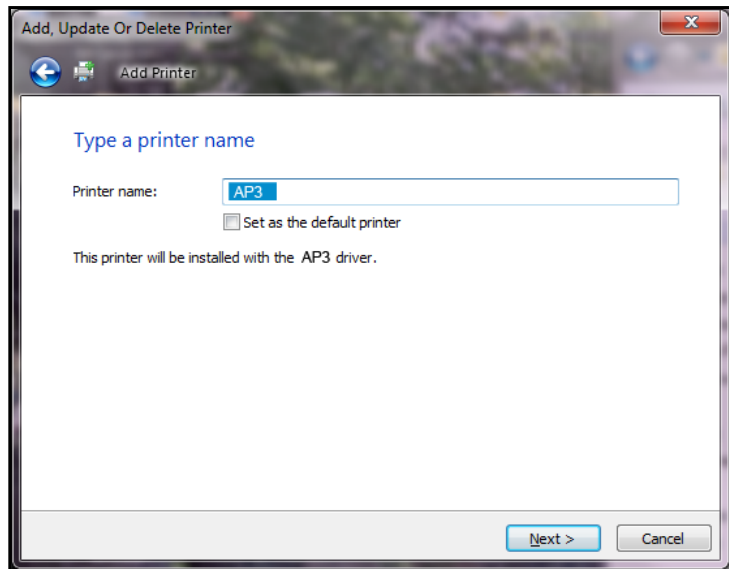 Add, Update Or Delete Printer
Add Printer
Type a printer name
Printer name: AP3
Set as the default printer
This printer will be installed with the AP3 driver.
Next > Cancel